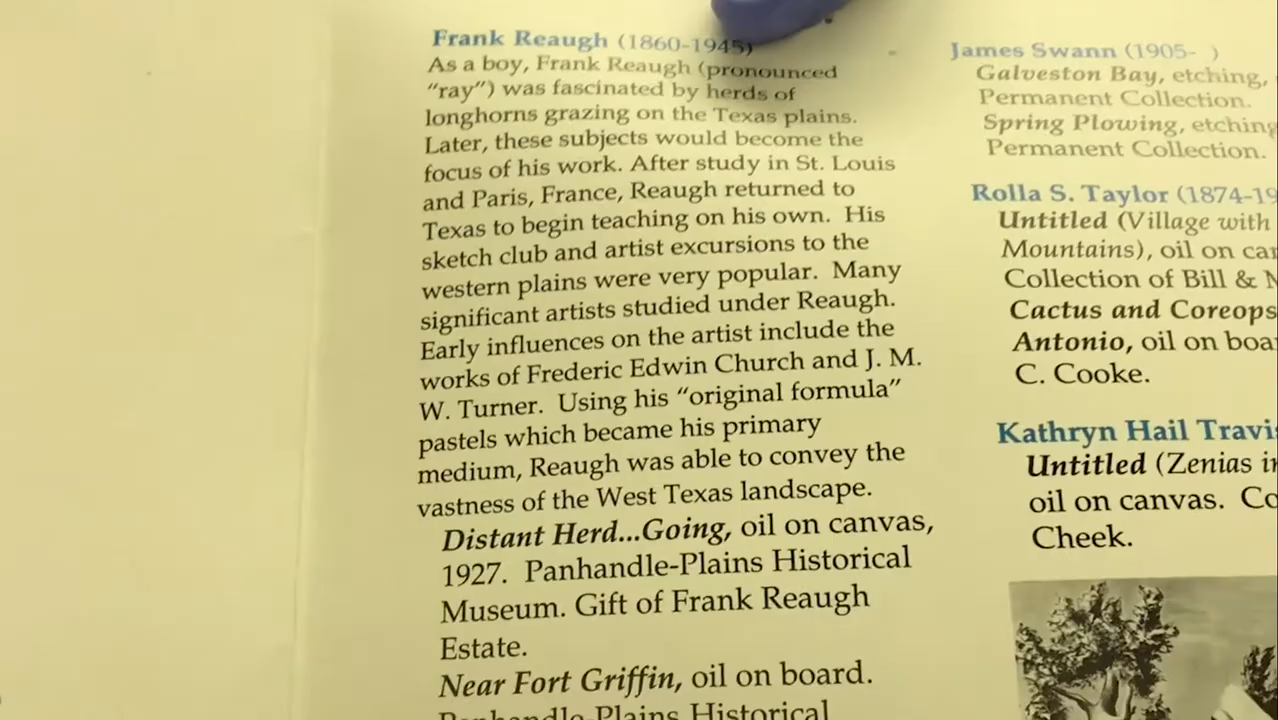 Frank Reaugh (1860-1945)
As a boy, Frank Reaugh (pronounced
“ray”) was fascinated by herds of
longhorns grazing on the Texas plains.
Later, these subjects would become the
focus of his work. After study in St. Louis
and Paris, France, Reaugh returned to
Texas to begin teaching on his own. His
sketch club and artist excursions to the
western plains were very popular. Many
significant artists studied under Reaugh.
Early influences on the artist include the
works of Frederic Edwin Church and J. M.
W. Turner. Using his “original formula”
pastels which became his primary
medium, Reaugh was able to convey the
vastness of the West Texas landscape.
Distant Herd...Going, oil on canvas,
1927. Panhandle-Plains Historical
Museum. Gift of Frank Reaugh
Estate.
Near Fort Griffin, oil on board.
Panhandle-Plains Historical
James Swann (1905- )
Galveston Bay, etching,
Permanent Collection.
Spring Plowing, etching
Permanent Collection.
Rolla S. Taylor (1874-19
Untitled (Village with
Mountains), oil on
Collection of Bill &
Cactus and
Antonio, oil on
C. Cooke.
Kathryn Hail
Untitled (Zenias
oil on canvas.
Cheek.